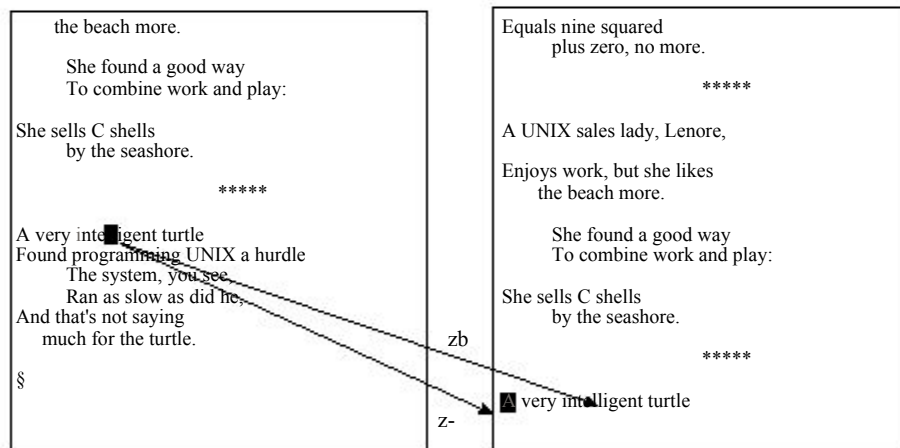 the beach more.
She found a good way
To combine work and play:
She sells C shells
by the seashore.
*****
A very intelligent turtle
Found programming UNIX a hurdle
The system, you see,
Ran as slow as did he,
And that's not saying
much for the turtle.
§
zb
z-
Equals nine squared
plus zero, no more.
*****
A UNIX sales lady, Lenore,
Enjoys work, but she likes
the beach more.
She found a good way
To combine work and play:
She sells C shells
by the seashore.
*****
A very intelligent turtle